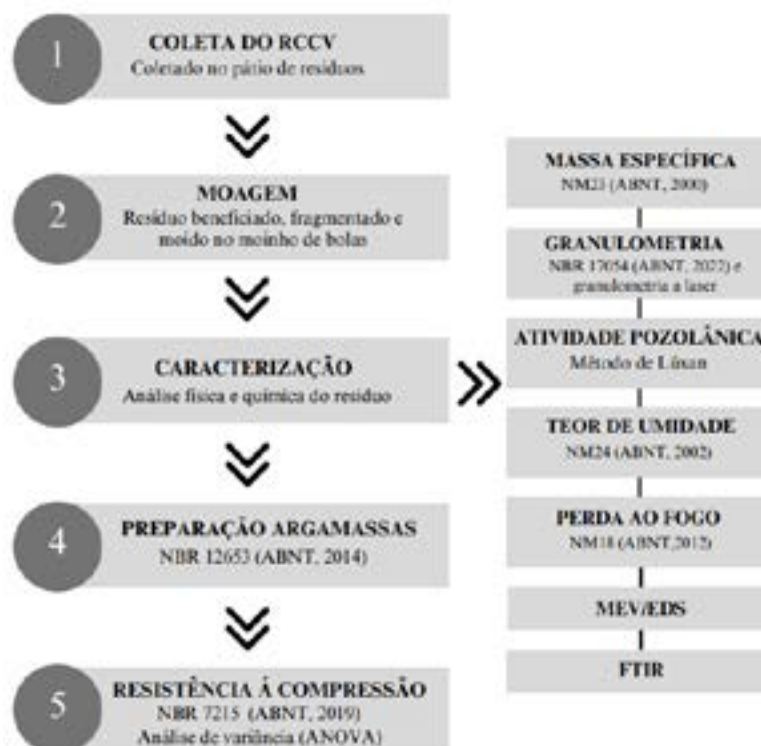 1
COLETA DO RCCV
Coletado no pátio de resíduos
2
MOAGEM
Resíduo beneficiado, fragmentado e
moído no moinho de bolas
3
CARACTERIZAÇÃO
Análise física e química do resíduo
4
PREPARAÇÃO ARGAMASSAS
NBR 12653 (ABNT, 2014)
5
RESISTÊNCIA À COMPRESSÃO
NBR 7215 (ABNT, 2019)
Análise de variância (ANOVA)
MASSA ESPECÍFICA
NM23 (ABNT, 2000)
GRANULOMETRIA
NBR 17054 (ABNT, 2022) e
granulometria a laser
ATIVIDADE POZOLÂNICA
Método de Lúxan
TEOR DE UMIDADE
NM24 (ABNT, 2002)
PERDA AO FOGO
NM18 (ABNT,2012)
MEV/EDS
FTIR